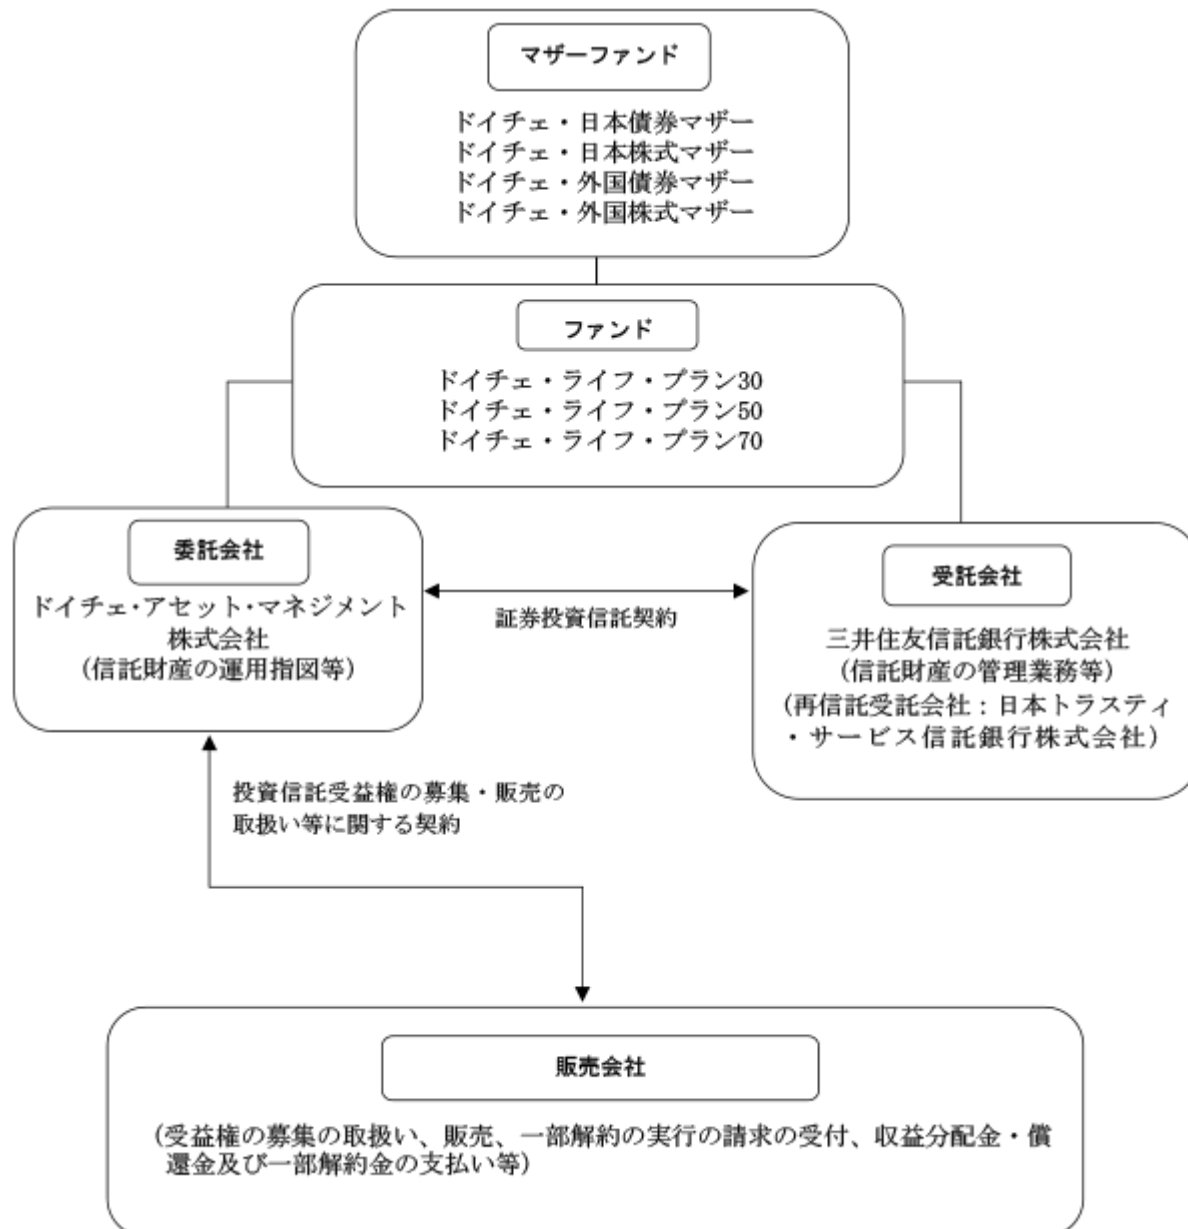 マザーファンド
ドイチェ・日本債券マザー
ドイチェ・日本株式マザー
ドイチェ・外国債券マザー
ドイチェ・外国株式マザー
ファンド
ドイチェ・ライフ・プラン30
ドイチェ・ライフ・プラン50
ドイチェ・ライフ・プラン70
委託会社
ドイチェ・アセット・マネジメント
株式会社
(信託財産の運用指図等)
証券投資信託契約
受託会社
三井住友信託銀行株式会社
(信託財産の管理業務等)
(再信託受託会社:日本トラスティ
・サービス信託銀行株式会社)
投資信託受益権の募集・販売の
取扱い等に関する契約
販売会社
(受益権の募集の取扱い、販売、一部解約の実行の請求の受付、収益分配金・償
還金及び一部解約金の支払い等)